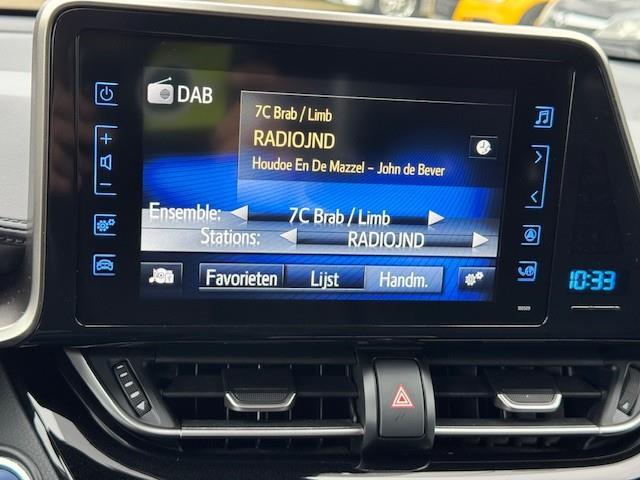 DAB
7C Brab / Limb
RADIOJND
Houdoe En De Mazzel - John de Bever
Ensemble: 7C Brab / Limb
Stations: RADIOJND
Favorieten Lijst Handm.
10:33